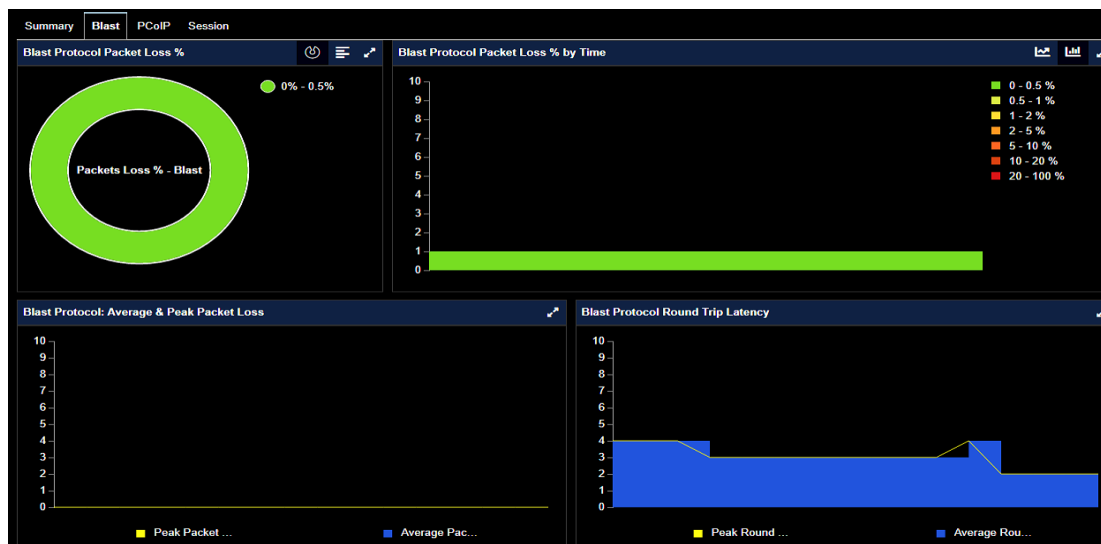 Summary Blast PCoIP Session
Blast Protocol Packet Loss %
0% - 0.5%
Packets Loss % - Blast
Blast Protocol Packet Loss % by Time
10
9
8
7
6
5
4
3
2
1
0
0 - 0.5 %
0.5 - 1 %
1 - 2 %
2 - 5 %
5 - 10 %
10 - 20 %
20 - 100 %
Blast Protocol: Average & Peak Packet Loss
10
9
8
7
6
5
4
3
2
1
0
Peak Packet ... Average Pac...
Blast Protocol Round Trip Latency
10
9
8
7
6
5
4
3
2
1
0
Peak Round ... Average Rou...